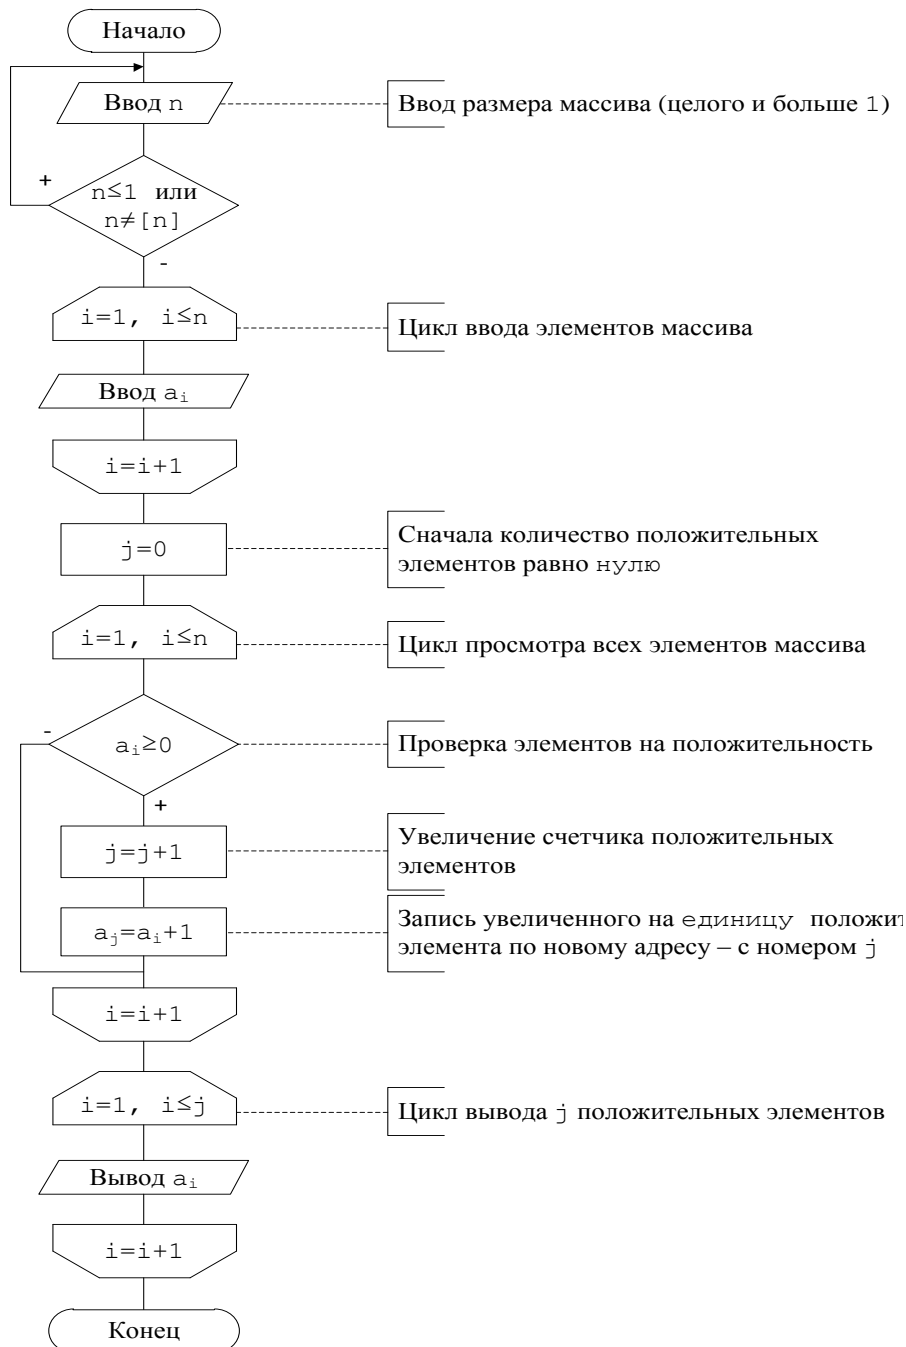 Начало
Ввод n
Ввод размера массива (целого и больше 1)
+
n≤1 или
n≠[n]
-
i=1, i≤n
Цикл ввода элементов массива
Ввод aᵢ
i=i+1
j=0
Сначала количество положительных
элементов равно нулю
i=1, i≤n
Цикл просмотра всех элементов массива
-
aᵢ≥0
Проверка элементов на положительность
+
j=j+1
Увеличение счетчика положительных
элементов
aⱼ=aᵢ+1
Запись увеличенного на единицу положит
элемента по новому адресу – с номером j
i=i+1
i=1, i≤j
Цикл вывода j положительных элементов
Вывод aᵢ
i=i+1
Конец